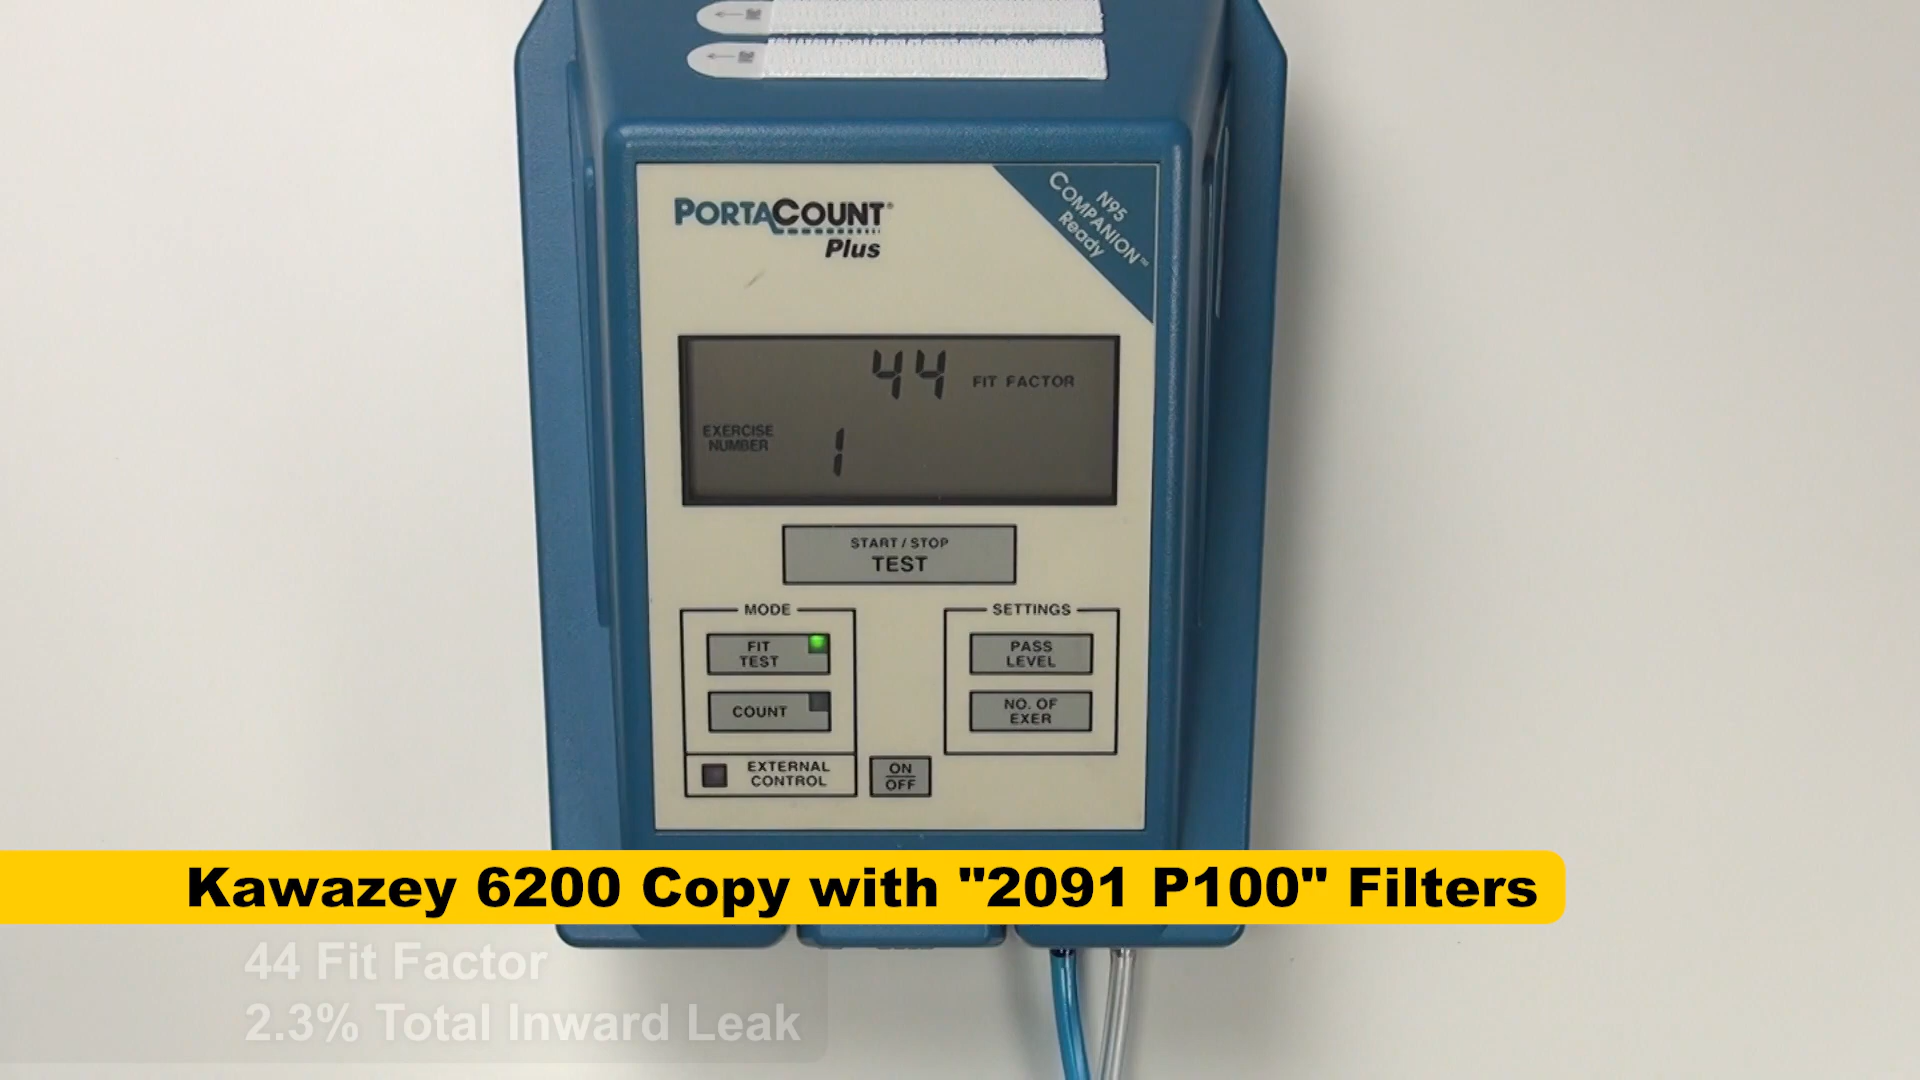 PORTACOUNT®
Plus
N95
COMPANION™
Ready
44 FIT FACTOR
EXERCISE
NUMBER
1
START / STOP
TEST
MODE
FIT
TEST
COUNT
EXTERNAL
CONTROL
ON
OFF
SETTINGS
PASS
LEVEL
NO. OF
EXER
Kawazey 6200 Copy with "2091 P100" Filters
44 Fit Factor
2.3% Total Inward Leak